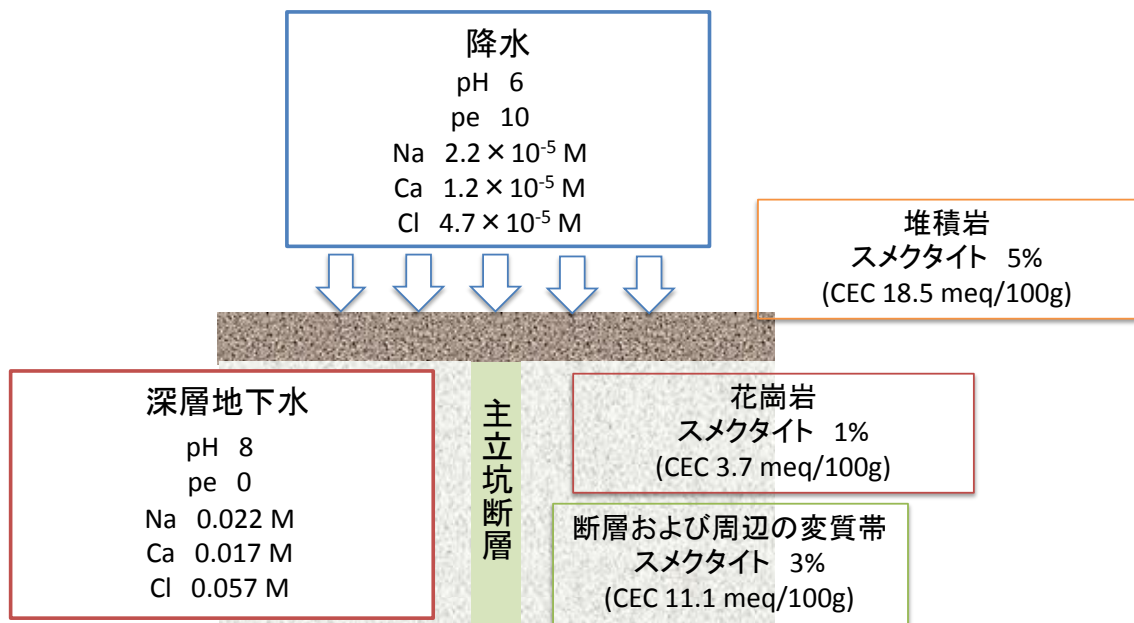 降水
pH 6
pe 10
Na 2.2 × 10⁻⁵ M
Ca 1.2 × 10⁻⁵ M
Cl 4.7 × 10⁻⁵ M
堆積岩
スメクタイト 5%
(CEC 18.5 meq/100g)
深層地下水
pH 8
pe 0
Na 0.022 M
Ca 0.017 M
Cl 0.057 M
主立坑断層
花崗岩
スメクタイト 1%
(CEC 3.7 meq/100g)
断層および周辺の変質帯
スメクタイト 3%
(CEC 11.1 meq/100g)